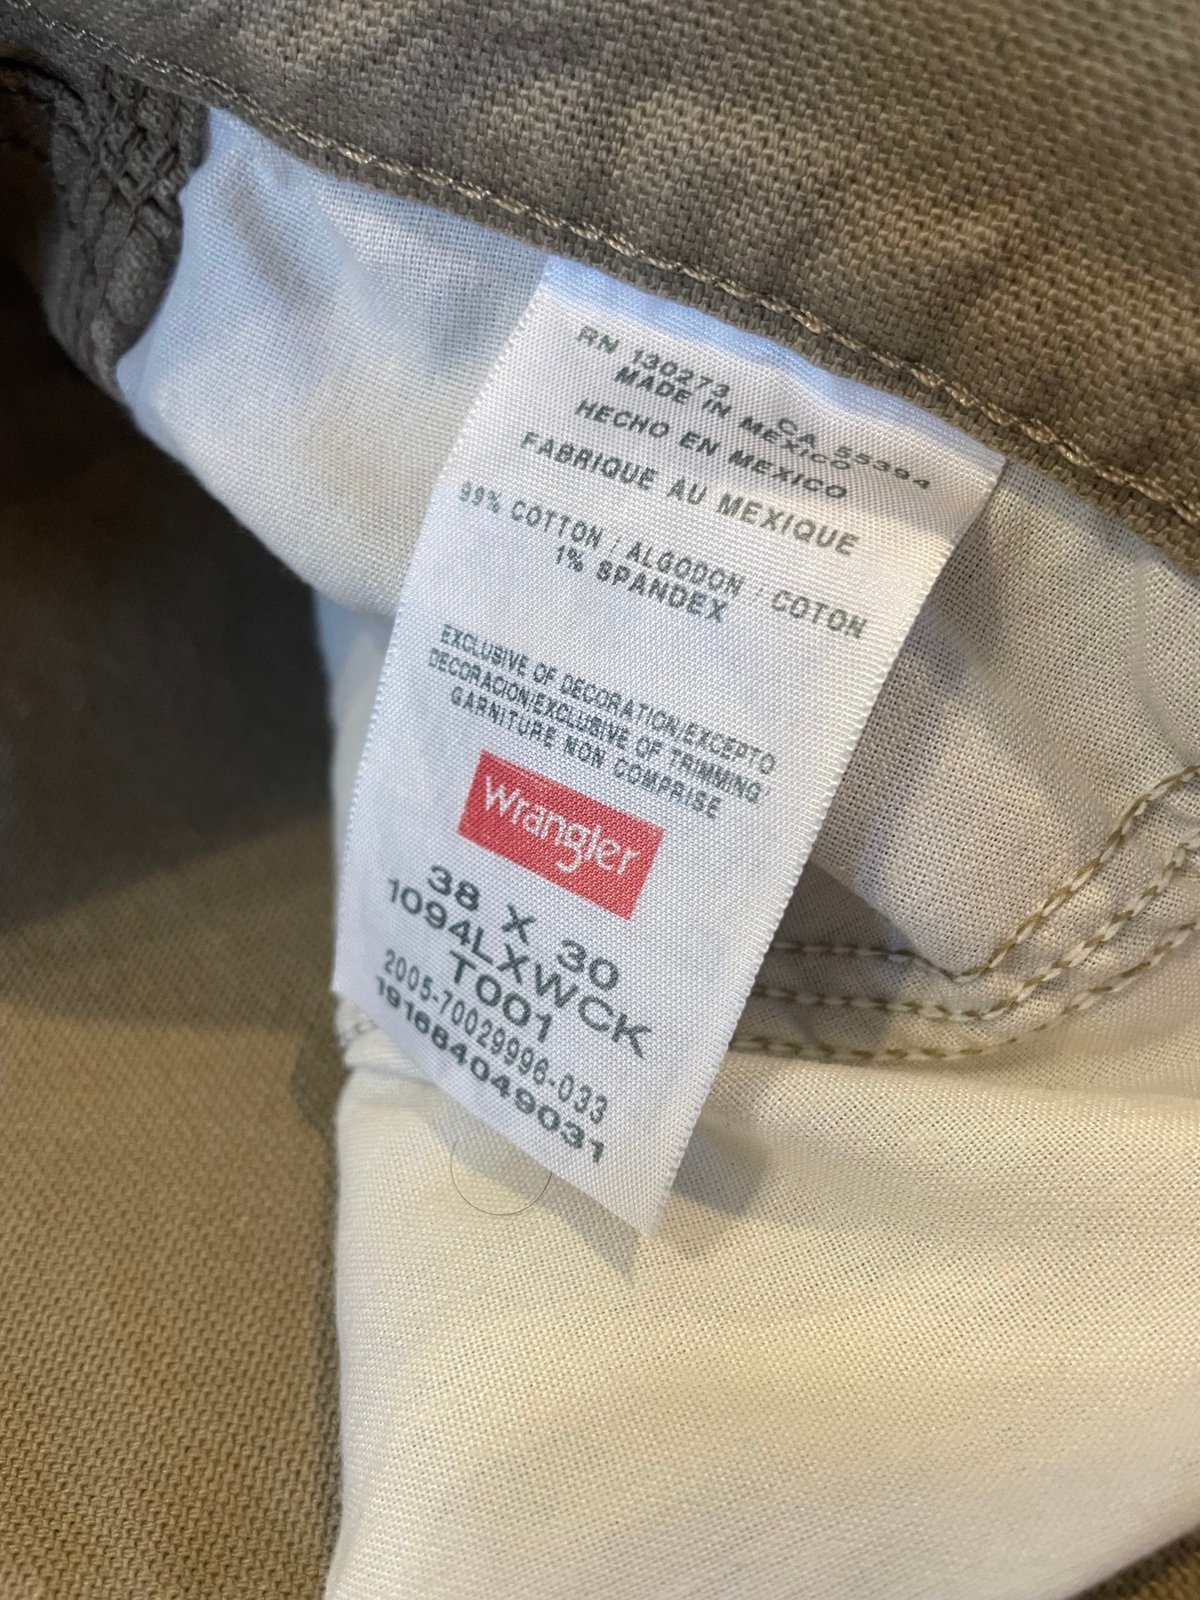 RN 130273 CA 55394
MADE IN MEXICO
HECHO EN MEXICO
FABRIQUE AU MEXIQUE
99% COTTON / ALGODON / COTON
1% SPANDEX
EXCLUSIVE OF DECORATION/EXCEPTO
DECORACION/EXCLUSIVE OF TRIMMING
GARNITURE NON COMPRISE
Wrangler
38 X 30
1094LXWCK
T001
2005-70029996-033
191684049031